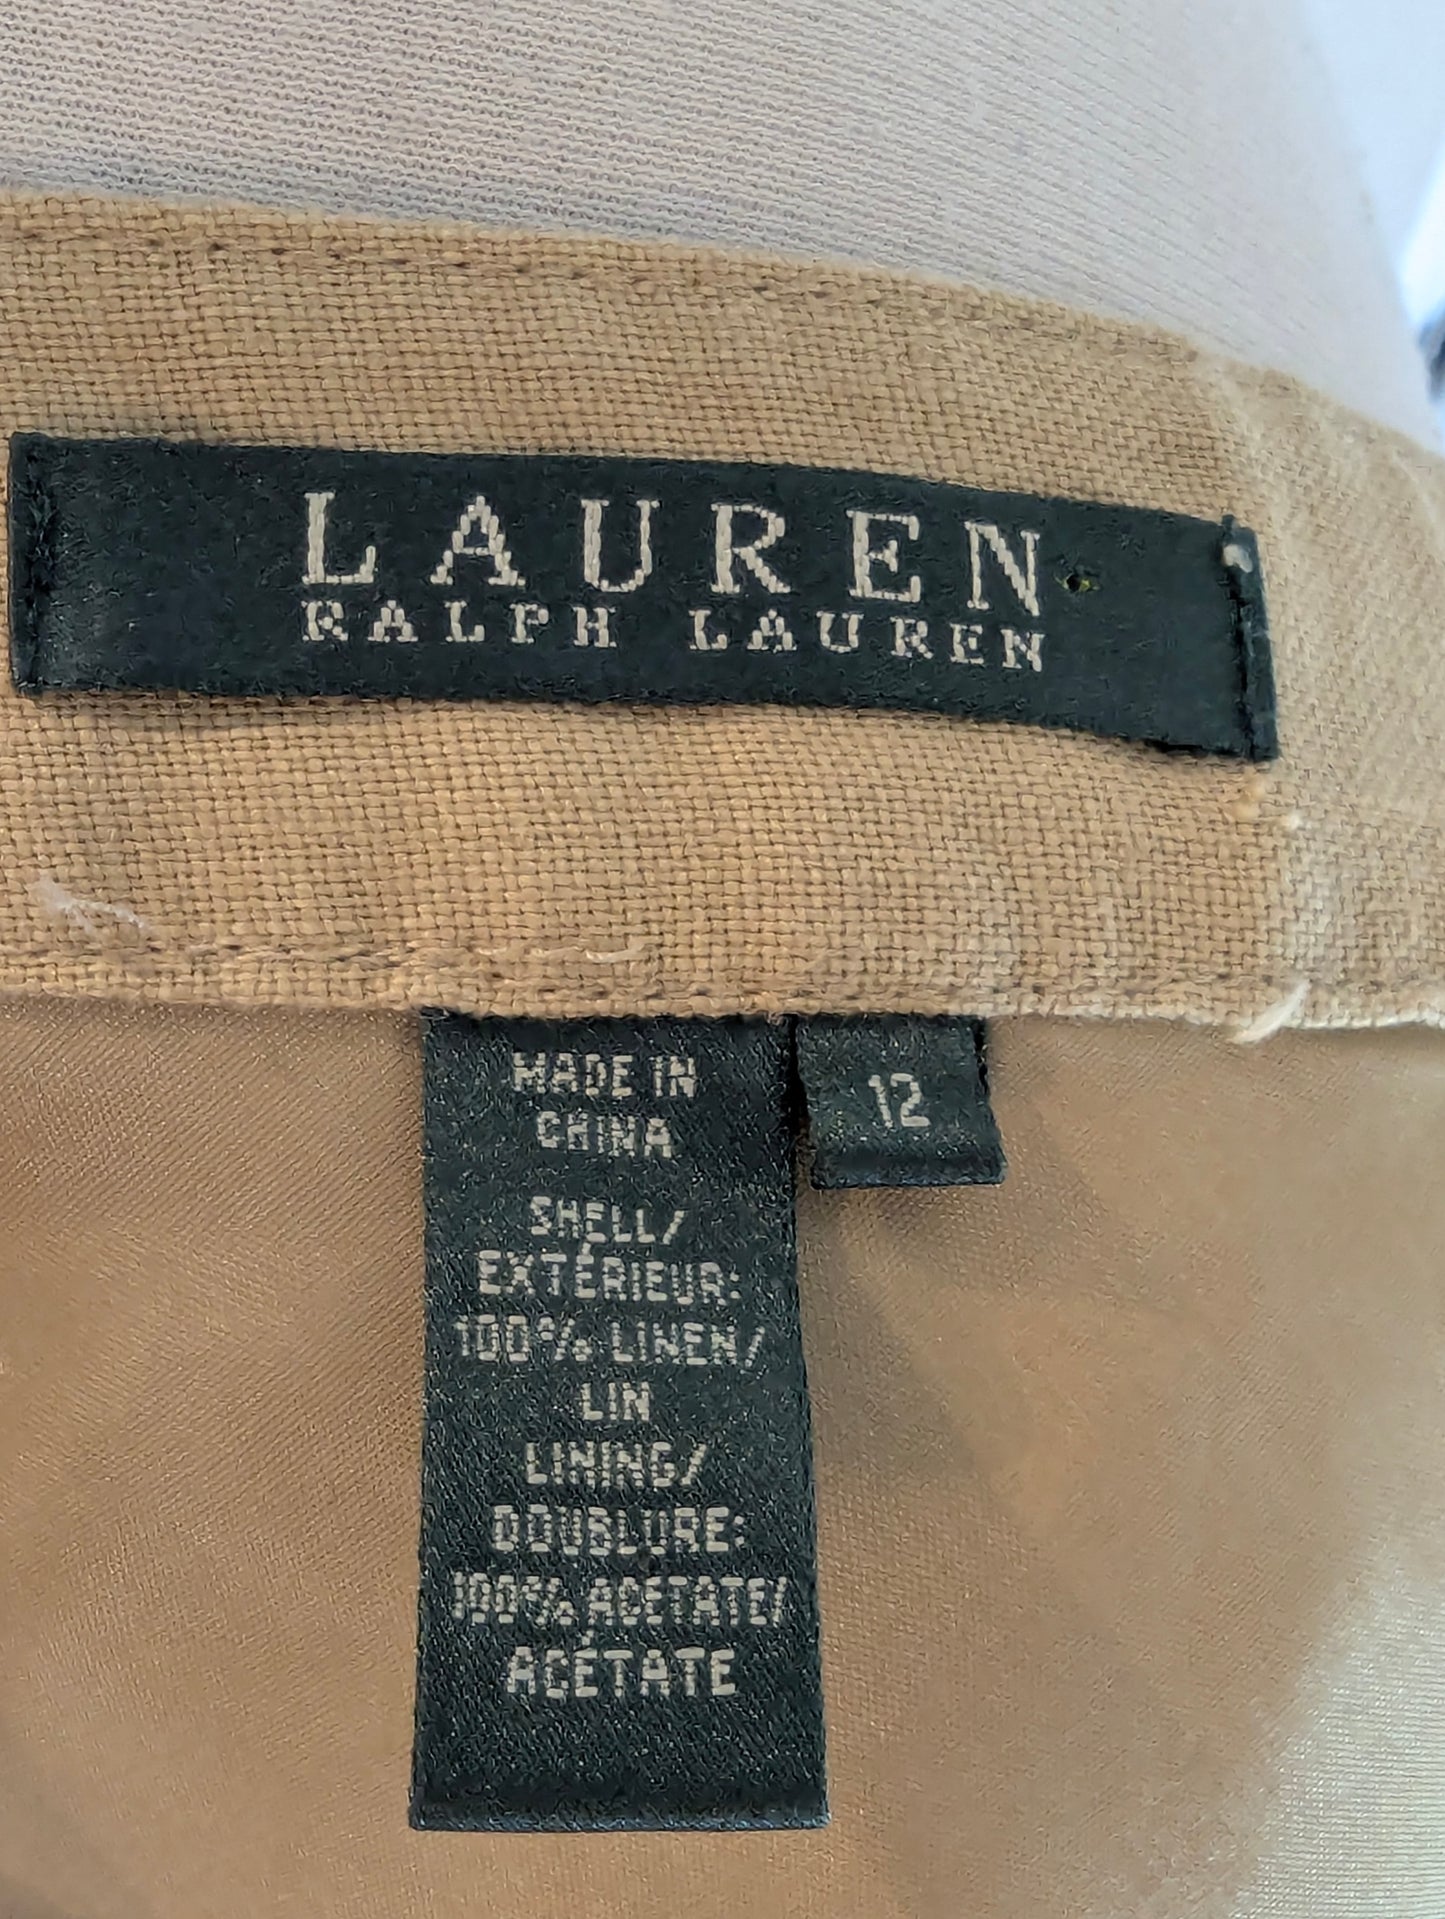 LAUREN
RALPH LAUREN
MADE IN
CHINA
12
SHELL/
EXTÉRIEUR:
100% LINEN/
LIN
LINING/
DOUBLURE:
100% ACETATE/
ACÉTATE